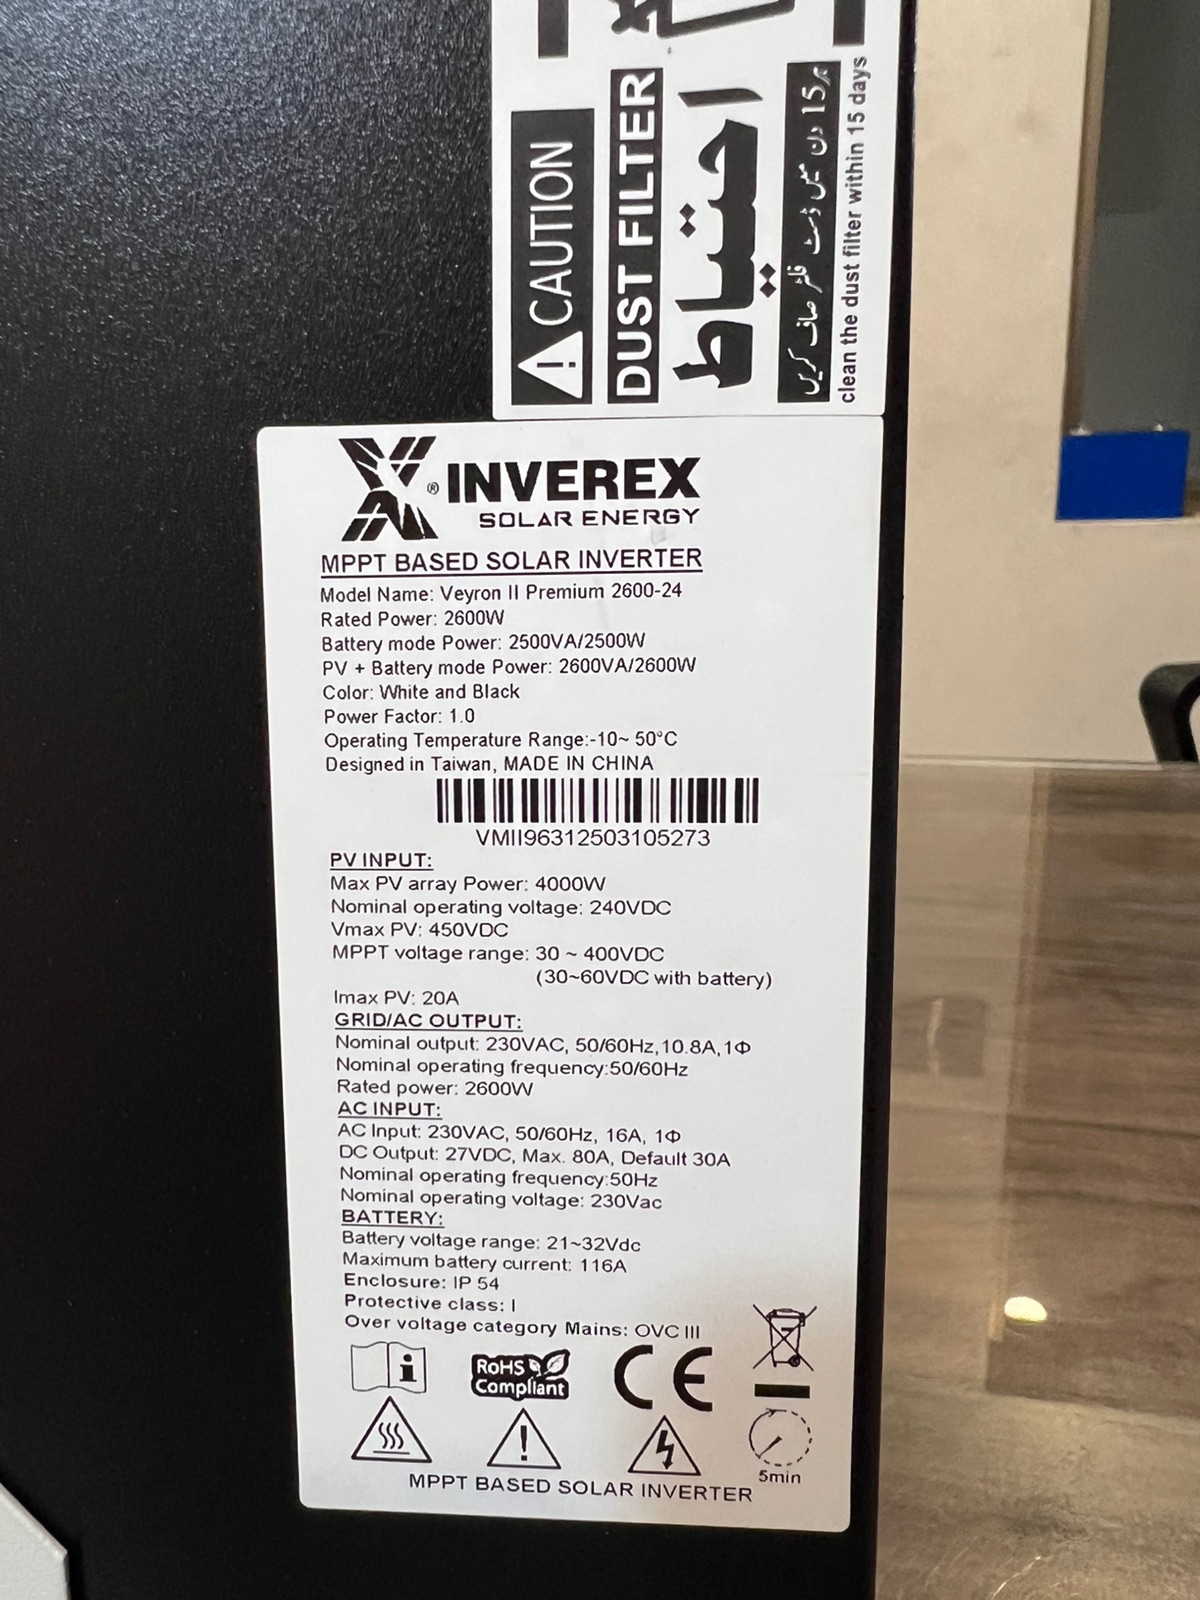 CAUTION
DUST FILTER
احتیاط
ہر 15 دن میں ڈسٹ فلٹر صاف کریں
clean the dust filter within 15 days
INVEREX
SOLAR ENERGY
MPPT BASED SOLAR INVERTER
Model Name: Veyron II Premium 2600-24
Rated Power: 2600W
Battery mode Power: 2500VA/2500W
PV + Battery mode Power: 2600VA/2600W
Color: White and Black
Power Factor: 1.0
Operating Temperature Range:-10~ 50°C
Designed in Taiwan, MADE IN CHINA
VMII96312503105273
PV INPUT:
Max PV array Power: 4000W
Nominal operating voltage: 240VDC
Vmax PV: 450VDC
MPPT voltage range: 30 ~ 400VDC
(30~60VDC with battery)
Imax PV: 20A
GRID/AC OUTPUT:
Nominal output: 230VAC, 50/60Hz,10.8A,1Φ
Nominal operating frequency:50/60Hz
Rated power: 2600W
AC INPUT:
AC Input: 230VAC, 50/60Hz, 16A, 1Φ
DC Output: 27VDC, Max. 80A, Default 30A
Nominal operating frequency:50Hz
Nominal operating voltage: 230Vac
BATTERY:
Battery voltage range: 21~32Vdc
Maximum battery current: 116A
Enclosure: IP 54
Protective class: I
Over voltage category Mains: OVC III
RoHS
Compliant
CE
5min
MPPT BASED SOLAR INVERTER